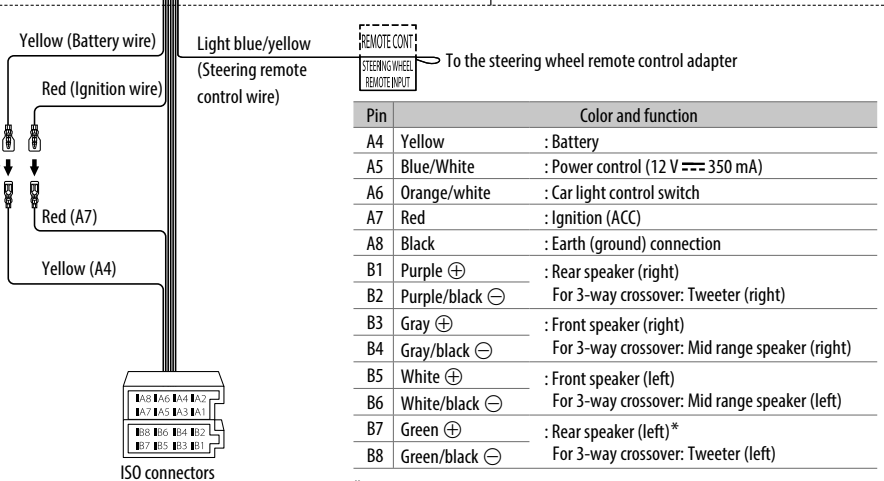 Yellow (Battery wire)
Red (Ignition wire)
Light blue/yellow
(Steering remote
control wire)
REMOTE CONT
STEERING WHEEL
REMOTE INPUT
To the steering wheel remote control adapter
Red (A7)
Yellow (A4)
A8 A6 A4 A2
A7 A5 A3 A1
B8 B6 B4 B2
B7 B5 B3 B1
ISO connectors
Pin Color and function
A4 Yellow : Battery
A5 Blue/White : Power control (12 V ⎓ 350 mA)
A6 Orange/white : Car light control switch
A7 Red : Ignition (ACC)
A8 Black : Earth (ground) connection
B1 Purple ⊕ : Rear speaker (right)
B2 Purple/black ⊖ For 3-way crossover: Tweeter (right)
B3 Gray ⊕ : Front speaker (right)
B4 Gray/black ⊖ For 3-way crossover: Mid range speaker (right)
B5 White ⊕ : Front speaker (left)
B6 White/black ⊖ For 3-way crossover: Mid range speaker (left)
B7 Green ⊕ : Rear speaker (left)*
B8 Green/black ⊖ For 3-way crossover: Tweeter (left)